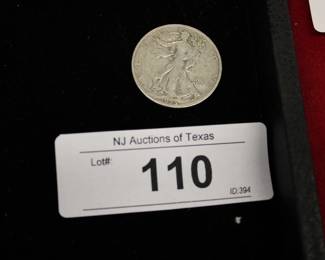 NJ Auctions of Texas
Lot#:
110
ID:394